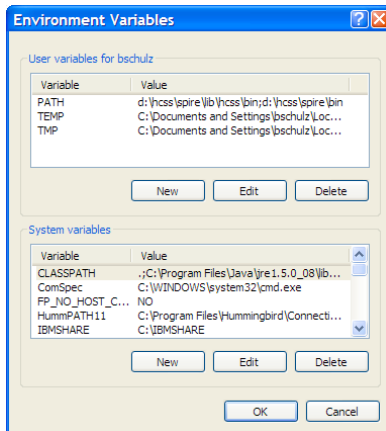 Environment Variables
User variables for bschulz
Variable Value
PATH d:\hcss\spire\lib\hcss\bin;d:\hcss\spire\bin
TEMP C:\Documents and Settings\bschulz\Loc...
TMP C:\Documents and Settings\bschulz\Loc...
New Edit Delete
System variables
Variable Value
CLASSPATH .;C:\Program Files\Java\jre1.5.0_08\lib...
ComSpec C:\WINDOWS\system32\cmd.exe
FP_NO_HOST_C... NO
HummPATH11 C:\Program Files\Hummingbird\Connecti...
IBMSHARE C:\IBMSHARE
New Edit Delete
OK Cancel